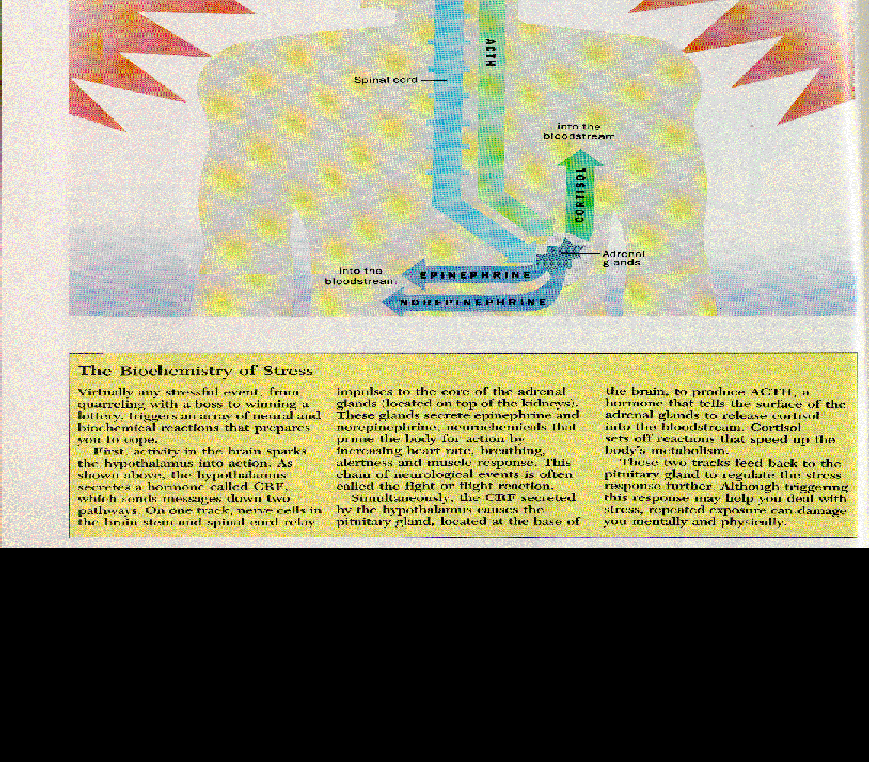 ACTH
Spinal cord
into the
bloodstream
CORTISOL
Adrenal
glands
into the
bloodstream
EPINEPHRINE
NOREPINEPHRINE
The Biochemistry of Stress
Virtually any stressful event, from
quarreling with a boss to winning a
lottery, triggers an array of neural and
biochemical reactions that prepares
you to cope.
First, activity in the brain sparks
the hypothalamus into action. As
shown above, the hypothalamus
secretes a hormone called CRF,
which sends messages down two
pathways. On one track, nerve cells in
the brain stem and spinal cord relay
impulses to the core of the adrenal
glands (located on top of the kidneys).
These glands secrete epinephrine and
norepinephrine, neurochemicals that
prime the body for action by
increasing heart rate, breathing,
alertness and muscle response. This
chain of neurological events is often
called the fight or flight reaction.
Simultaneously, the CRF secreted
by the hypothalamus causes the
pituitary gland, located at the base of
the brain, to produce ACTH, a
hormone that tells the surface of the
adrenal glands to release cortisol
into the bloodstream. Cortisol
sets off reactions that speed up the
body's metabolism.
These two tracks feed back to the
pituitary gland to regulate the stress
response further. Although triggering
this response may help you deal with
stress, repeated exposure can damage
you mentally and physically.